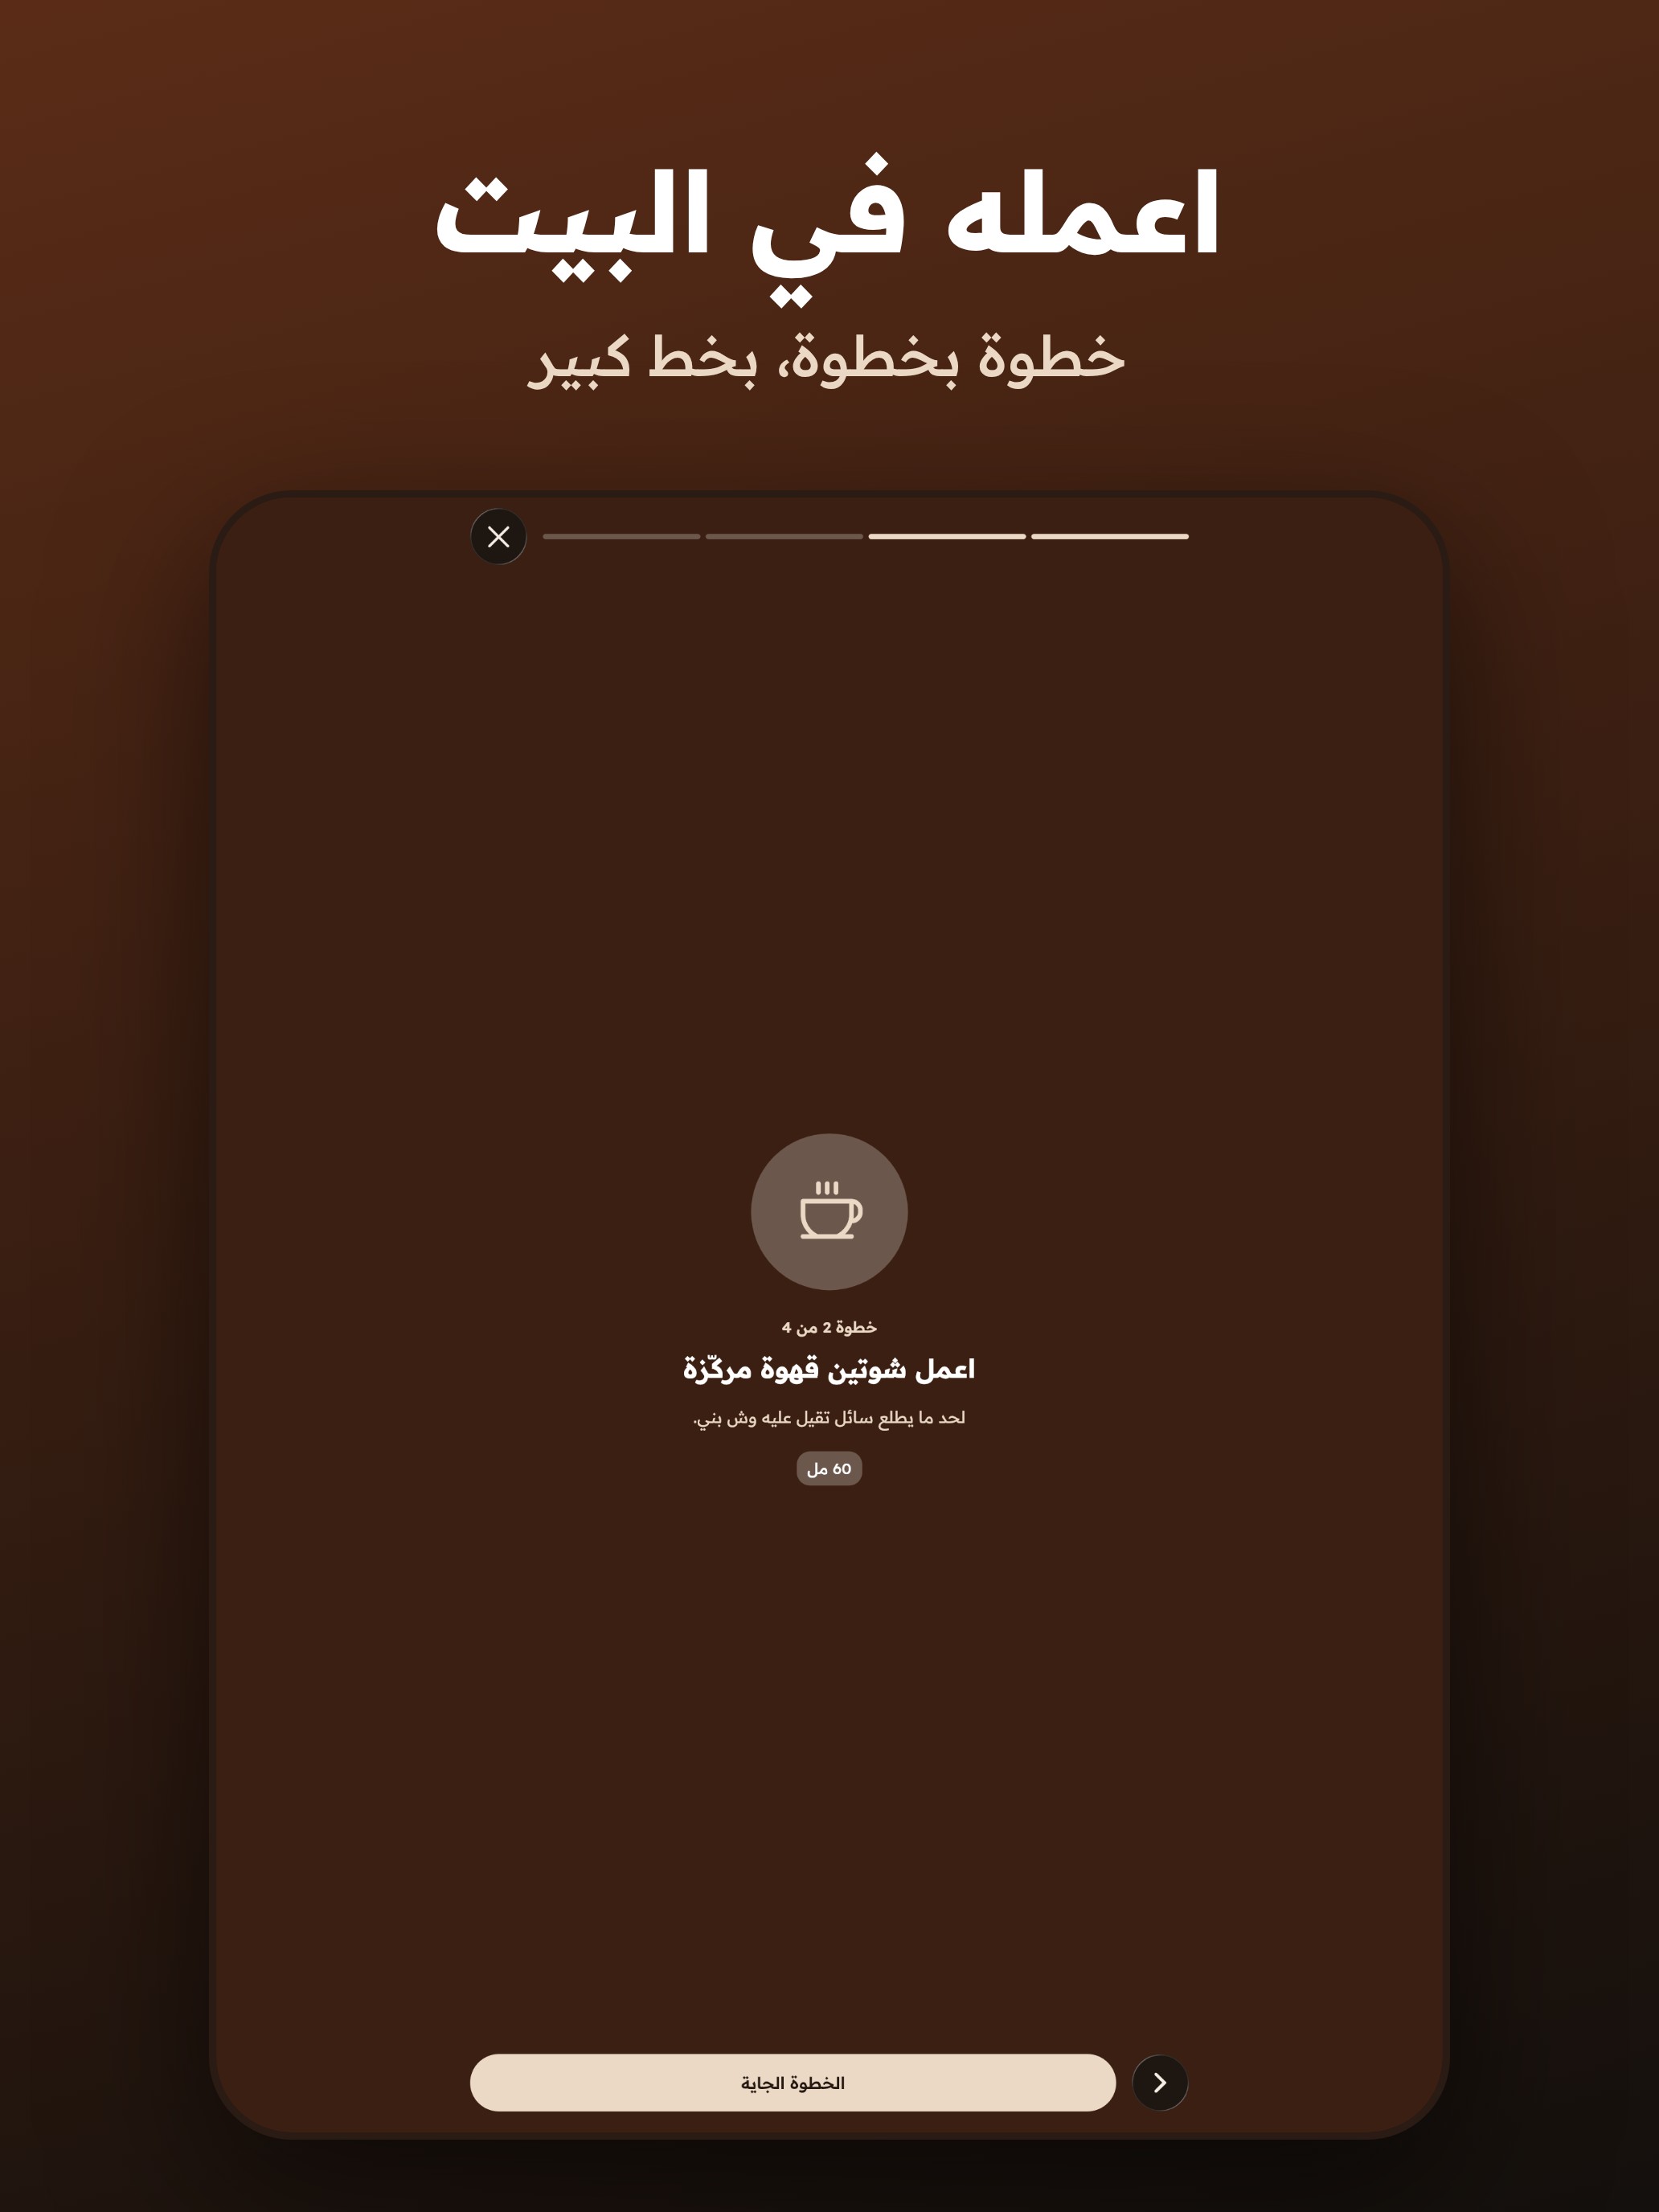 اعمله في البيت
خطوة بخطوة، بخط كبير
خطوة 2 من 4
اعمل شوتين قهوة مركّزة
لحد ما يطلع سائل تقيل عليه وش بني.
60 مل
الخطوة الجاية